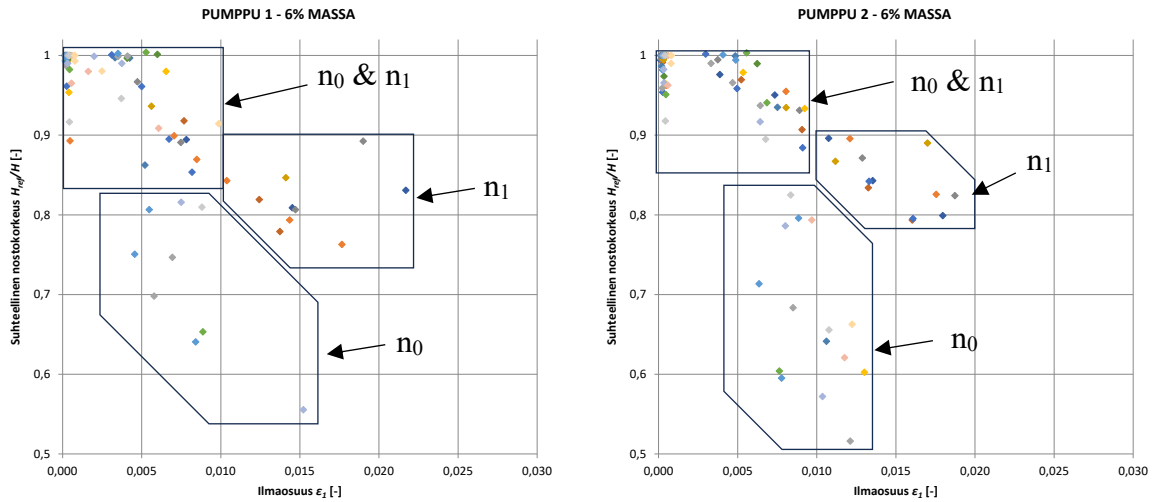 PUMPPU 1 - 6% MASSA
Suhteellinen nostokorkeus H_ref/H [-]
1
0,9
0,8
0,7
0,6
0,5
n₀ & n₁
n₁
n₀
0,000 0,005 0,010 0,015 0,020 0,025 0,030
Ilmaosuus ε₁ [-]
PUMPPU 2 - 6% MASSA
Suhteellinen nostokorkeus H_ref/H [-]
1
0,9
0,8
0,7
0,6
0,5
n₀ & n₁
n₁
n₀
0,000 0,005 0,010 0,015 0,020 0,025 0,030
Ilmaosuus ε₁ [-]